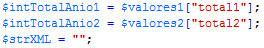 $intTotalAnio1 = $valores1["total1"];
$intTotalAnio2 = $valores2["total2"];
$strXML = "";